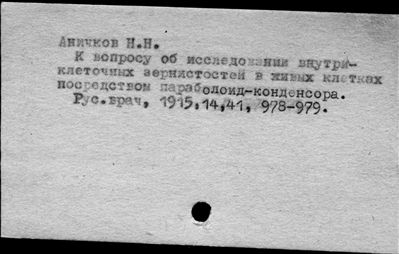 Аничков Н.Н.
К вопросу об исследовании внутри-
клеточных зернистостей в живых клетках
посредством параболоид-конденсора.
Рус.врач, 1915,14,41, 978-979.